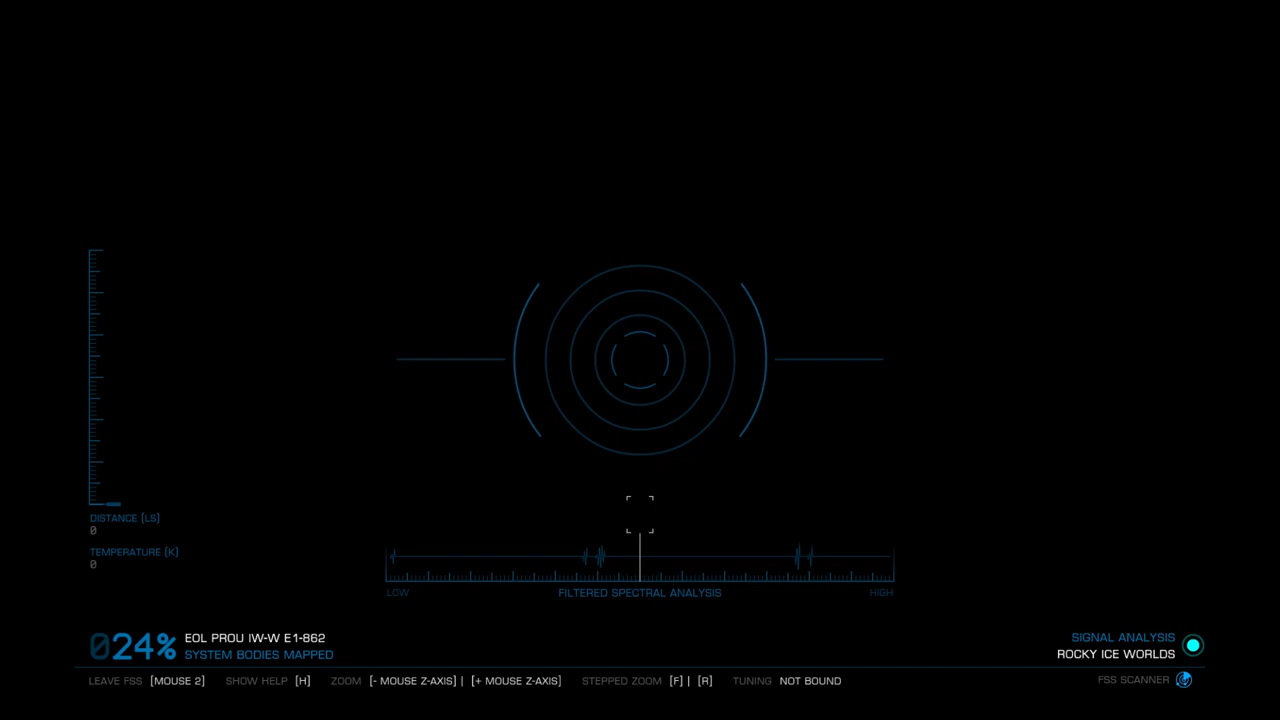 DISTANCE [LS]
0
TEMPERATURE [K]
0
LOW FILTERED SPECTRAL ANALYSIS HIGH
024% EOL PROU IW-W E1-862
SYSTEM BODIES MAPPED
SIGNAL ANALYSIS
ROCKY ICE WORLDS
LEAVE FSS [MOUSE 2] SHOW HELP [H] ZOOM [- MOUSE Z-AXIS] | [+ MOUSE Z-AXIS] STEPPED ZOOM [F] | [R] TUNING NOT BOUND
FSS SCANNER